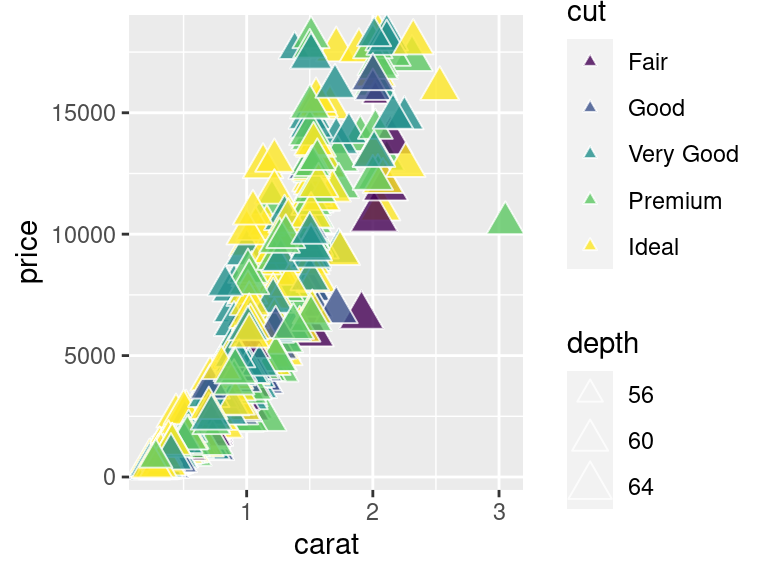 cut
Fair
Good
Very Good
Premium
Ideal
depth
56
60
64
price
15000
10000
5000
0
1 2 3
carat